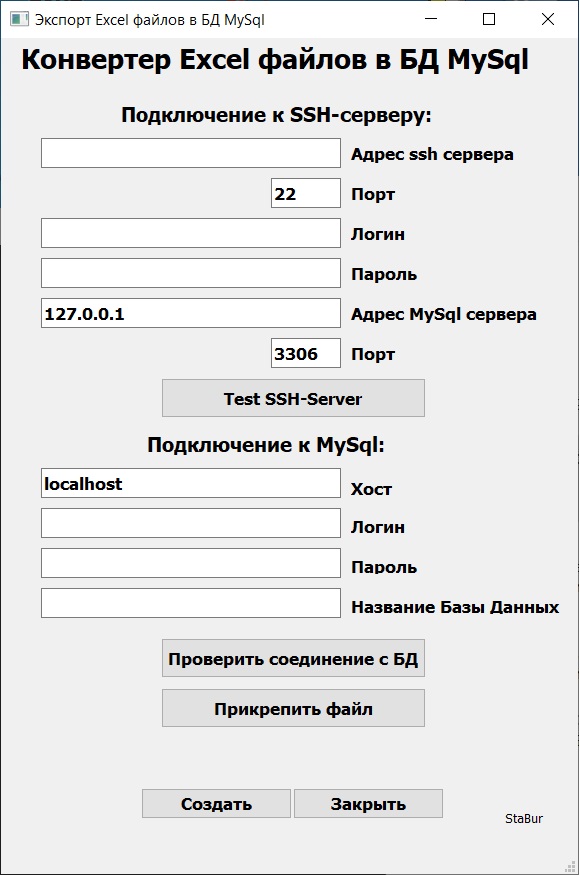 Экспорт Excel файлов в БД MySql
Конвертер Excel файлов в БД MySql
Подключение к SSH-серверу:
Адрес ssh сервера
22 Порт
Логин
Пароль
127.0.0.1 Адрес MySql сервера
3306 Порт
Test SSH-Server
Подключение к MySql:
localhost Хост
Логин
Пароль
Название Базы Данных
Проверить соединение с БД
Прикрепить файл
Создать Закрыть
StaBur